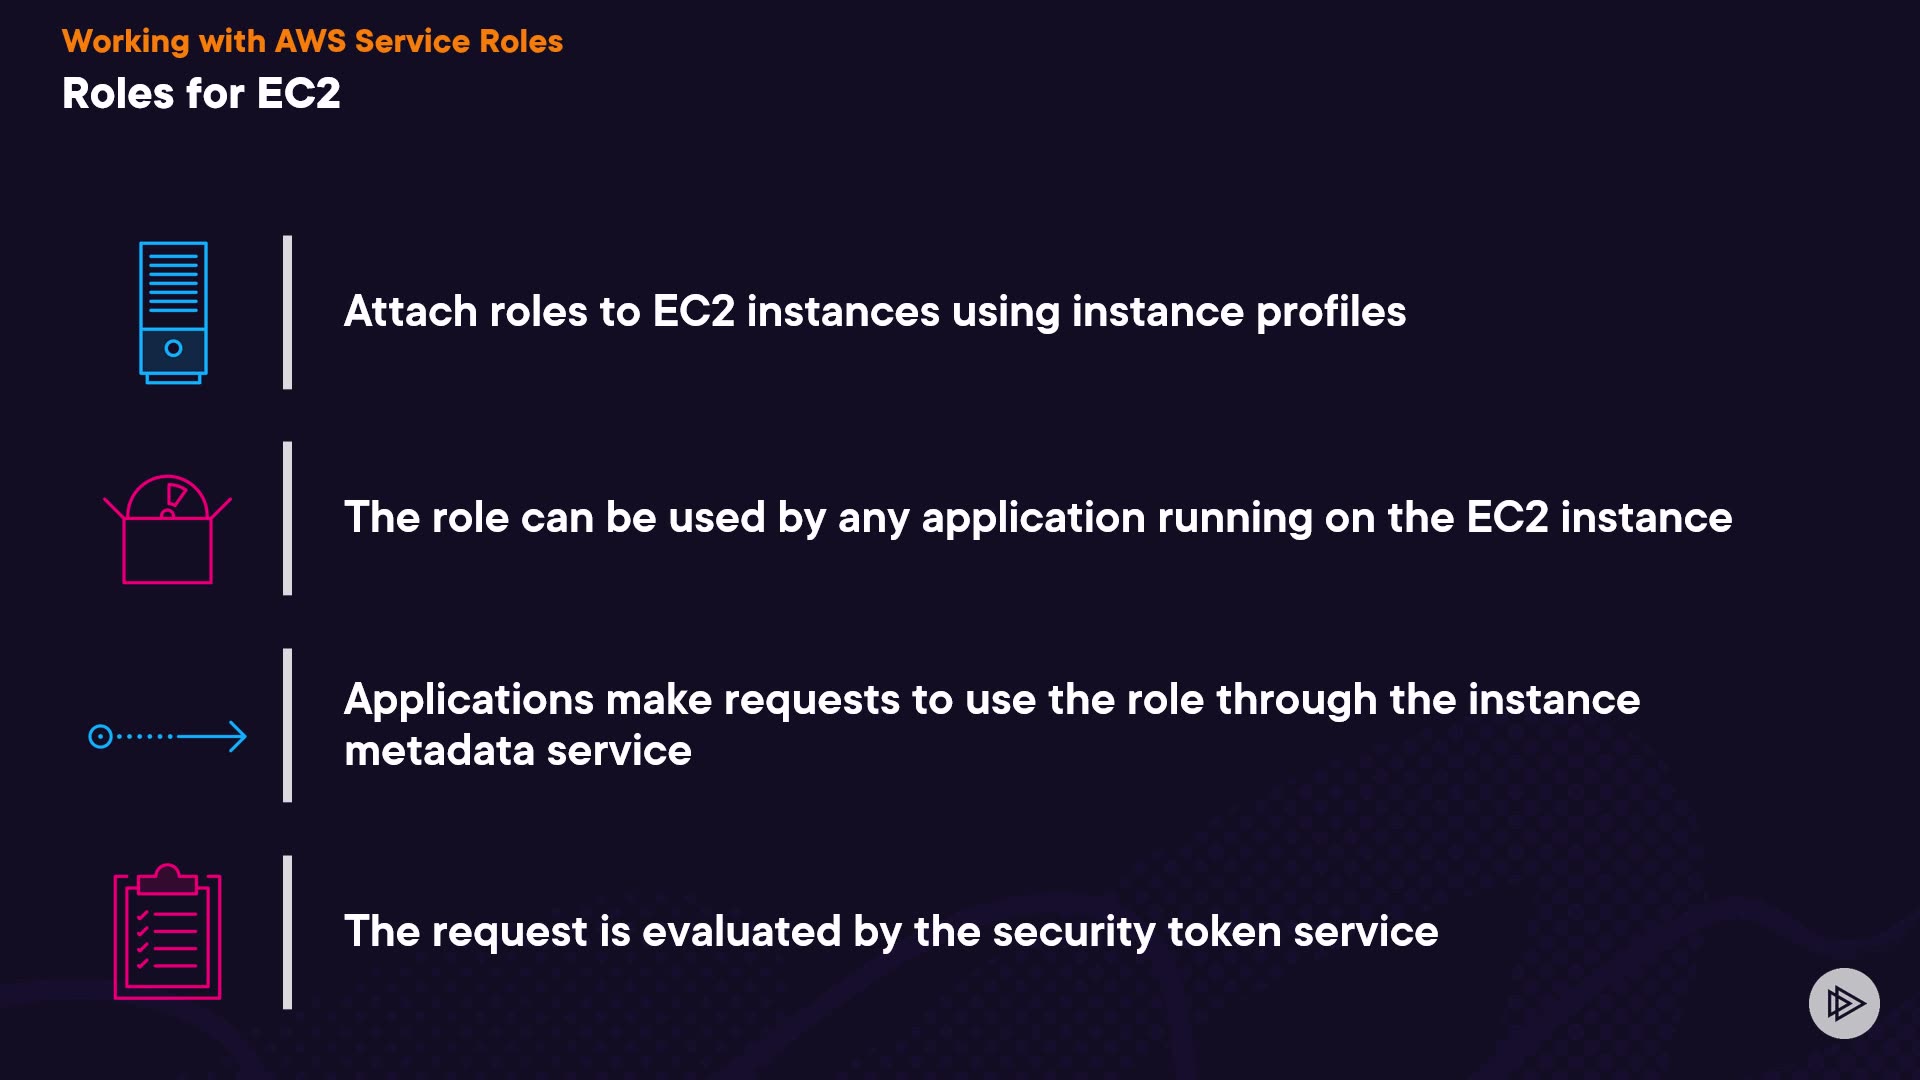 Working with AWS Service Roles
Roles for EC2
Attach roles to EC2 instances using instance profiles
The role can be used by any application running on the EC2 instance
Applications make requests to use the role through the instance
metadata service
The request is evaluated by the security token service